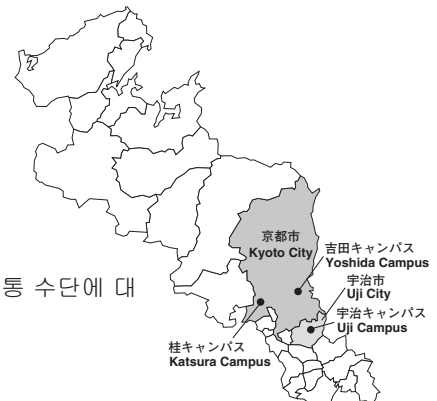 京都市
Kyoto City
吉田キャンパス
Yoshida Campus
宇治市
Uji City
宇治キャンパス
Uji Campus
통 수단에 대
桂キャンパス
Katsura Campus